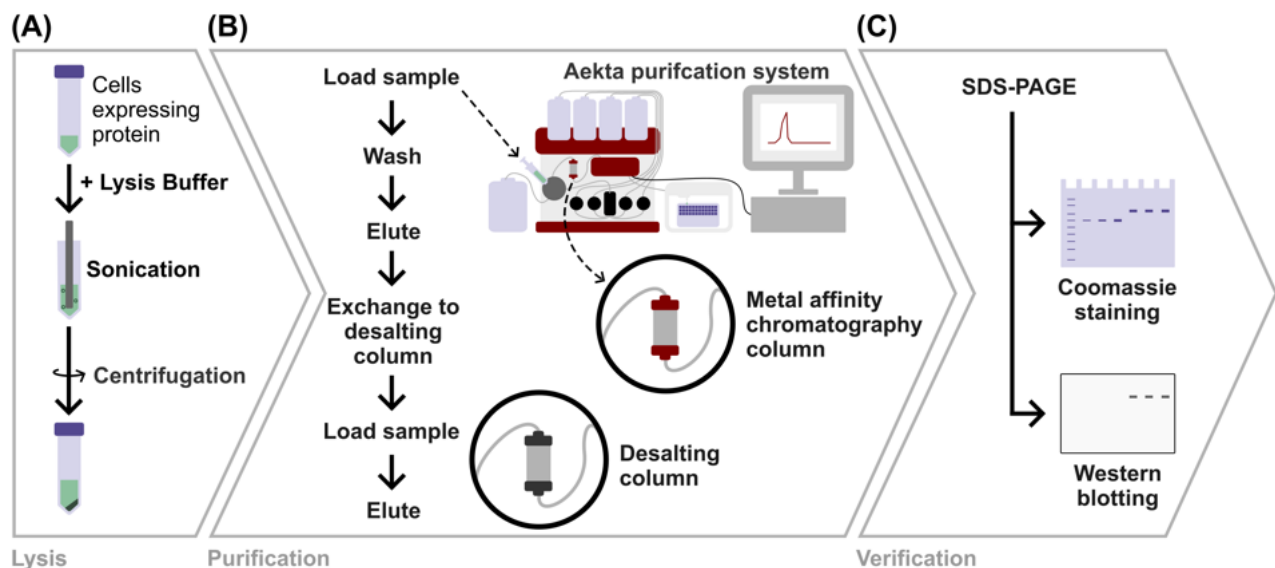 (A)
Cells
expressing
protein
+ Lysis Buffer
Sonication
Centrifugation
Lysis
(B)
Load sample
Wash
Elute
Exchange to
desalting
column
Load sample
Elute
Aekta purifcation system
Metal affinity
chromatography
column
Desalting
column
Purification
(C)
SDS-PAGE
Coomassie
staining
Western
blotting
Verification